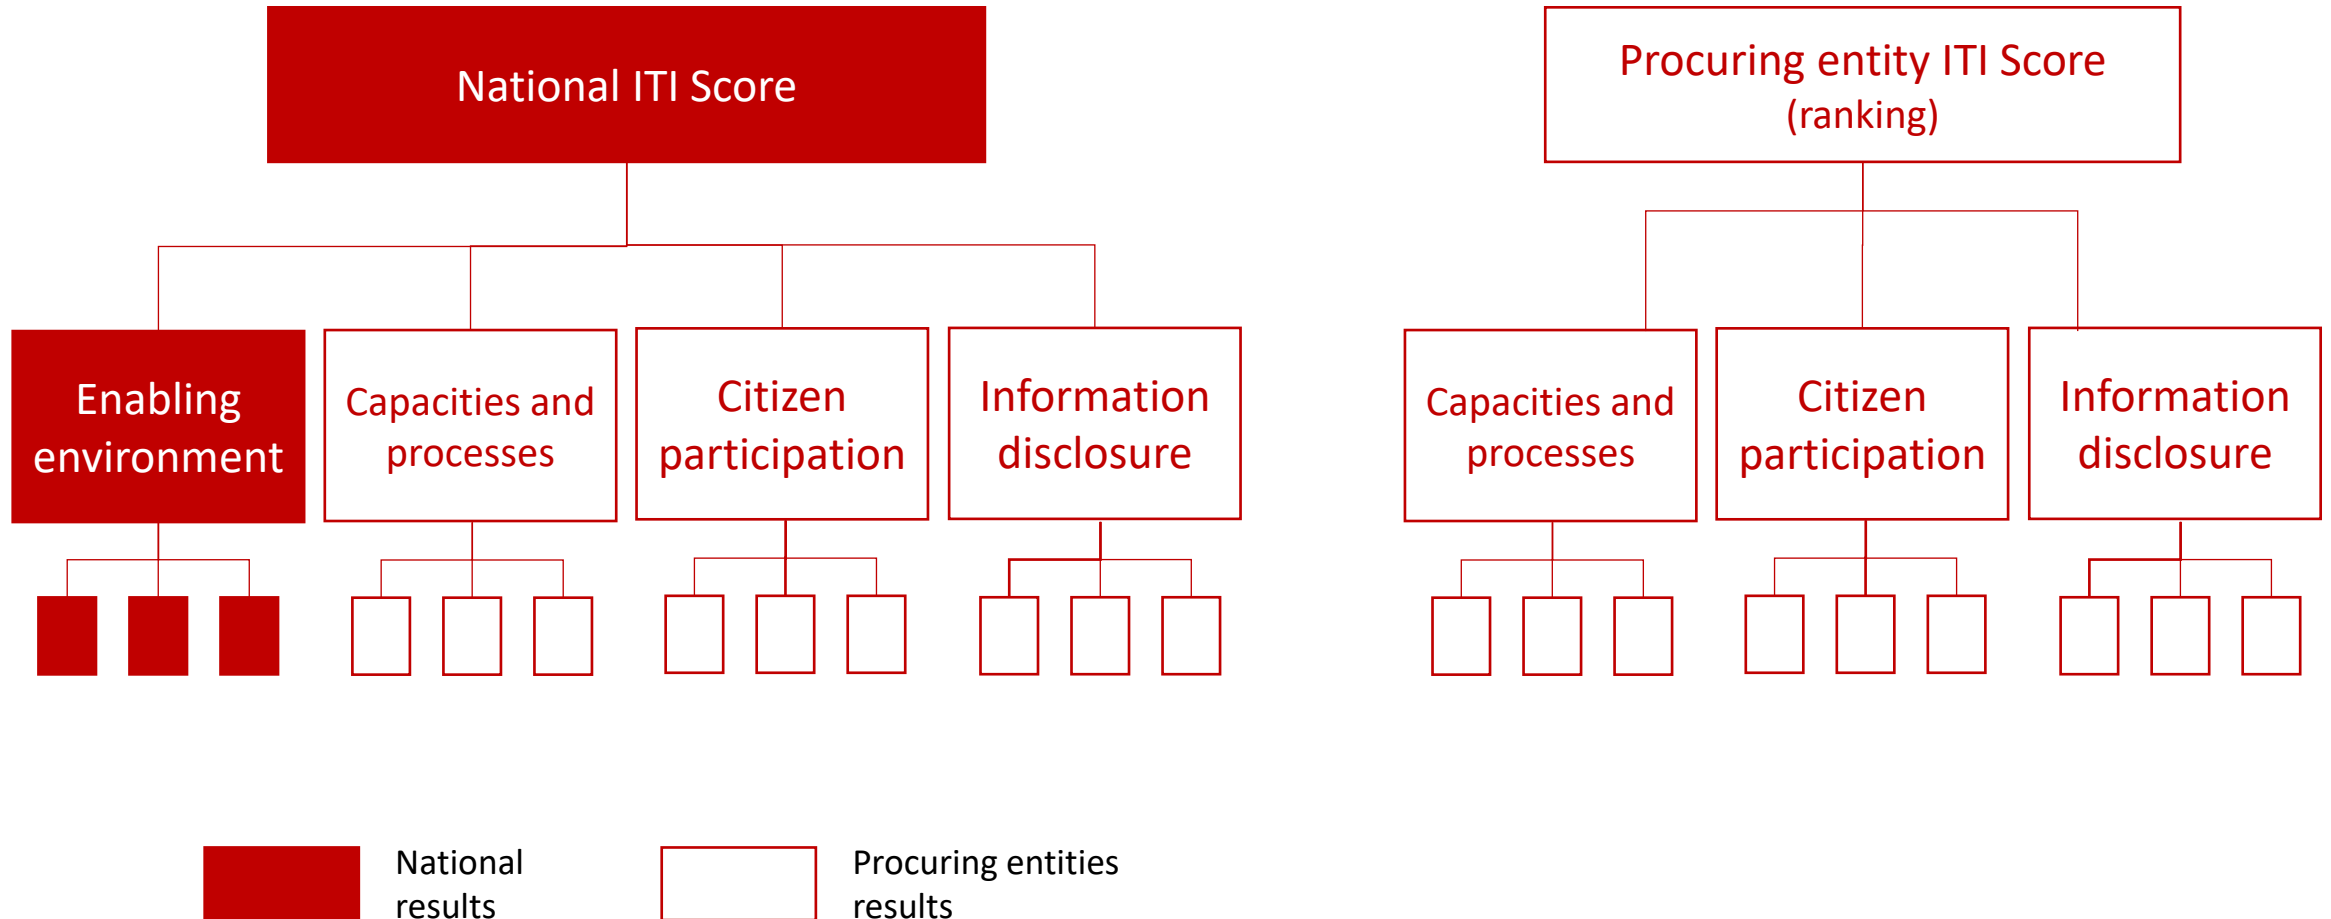 National ITI Score
Procuring entity ITI Score
(ranking)
Enabling
environment
Capacities and
processes
Citizen
participation
Information
disclosure
Capacities and
processes
Citizen
participation
Information
disclosure
National
results
Procuring entities
results